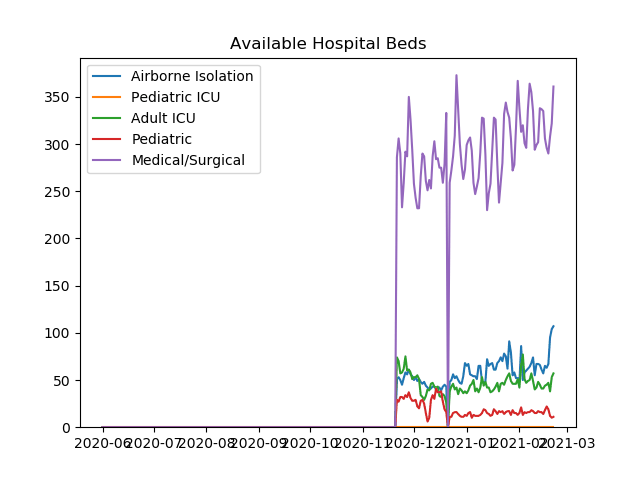 Available Hospital Beds
Airborne Isolation
Pediatric ICU
Adult ICU
Pediatric
Medical/Surgical
350
300
250
200
150
100
50
0
2020-06 2020-07 2020-08 2020-09 2020-10 2020-11 2020-12 2021-01 2021-02 2021-03